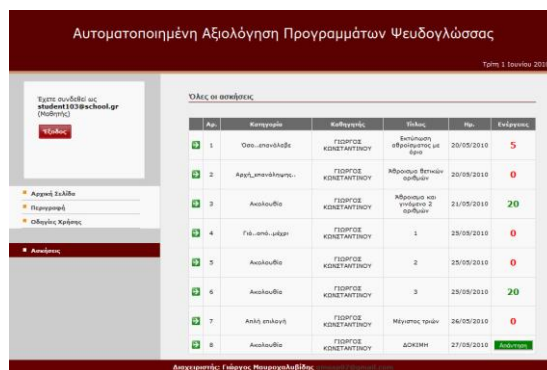 Αυτοματοποιημένη Αξιολόγηση Προγραμμάτων Ψευδογλώσσας
Τρίτη 1 Ιουνίου 2010
Έχετε συνδεθεί ως
student103@school.gr
(Μαθητής)
Έξοδος
Αρχική Σελίδα
Περιγραφή
Οδηγίες Χρήσης
Ασκήσεις
Όλες οι ασκήσεις
Αρ. Κατηγορία Καθηγητής Τίτλος Ημ. Ενέργειες
1 Όσο..επανάλαβε ΓΙΩΡΓΟΣ ΚΩΝΣΤΑΝΤΙΝΟΥ Εκτύπωση αθροίσματος με όριο 20/05/2010 5
2 Αρχή_επανάληψης.. ΓΙΩΡΓΟΣ ΚΩΝΣΤΑΝΤΙΝΟΥ Άθροισμα θετικών αριθμών 20/05/2010 0
3 Ακολουθία ΓΙΩΡΓΟΣ ΚΩΝΣΤΑΝΤΙΝΟΥ Άθροισμα και γινόμενο 2 αριθμών 21/05/2010 20
4 Για..από..μέχρι ΓΙΩΡΓΟΣ ΚΩΝΣΤΑΝΤΙΝΟΥ 1 25/05/2010 0
5 Ακολουθία ΓΙΩΡΓΟΣ ΚΩΝΣΤΑΝΤΙΝΟΥ 2 25/05/2010 0
6 Ακολουθία ΓΙΩΡΓΟΣ ΚΩΝΣΤΑΝΤΙΝΟΥ 3 25/05/2010 20
7 Απλή επιλογή ΓΙΩΡΓΟΣ ΚΩΝΣΤΑΝΤΙΝΟΥ Μέγιστος τριών 26/05/2010 0
8 Ακολουθία ΓΙΩΡΓΟΣ ΚΩΝΣΤΑΝΤΙΝΟΥ ΔΟΚΙΜΗ 27/05/2010 Απάντηση
Διαχειριστής: Γιώργος Μαυροχαλυβίδης